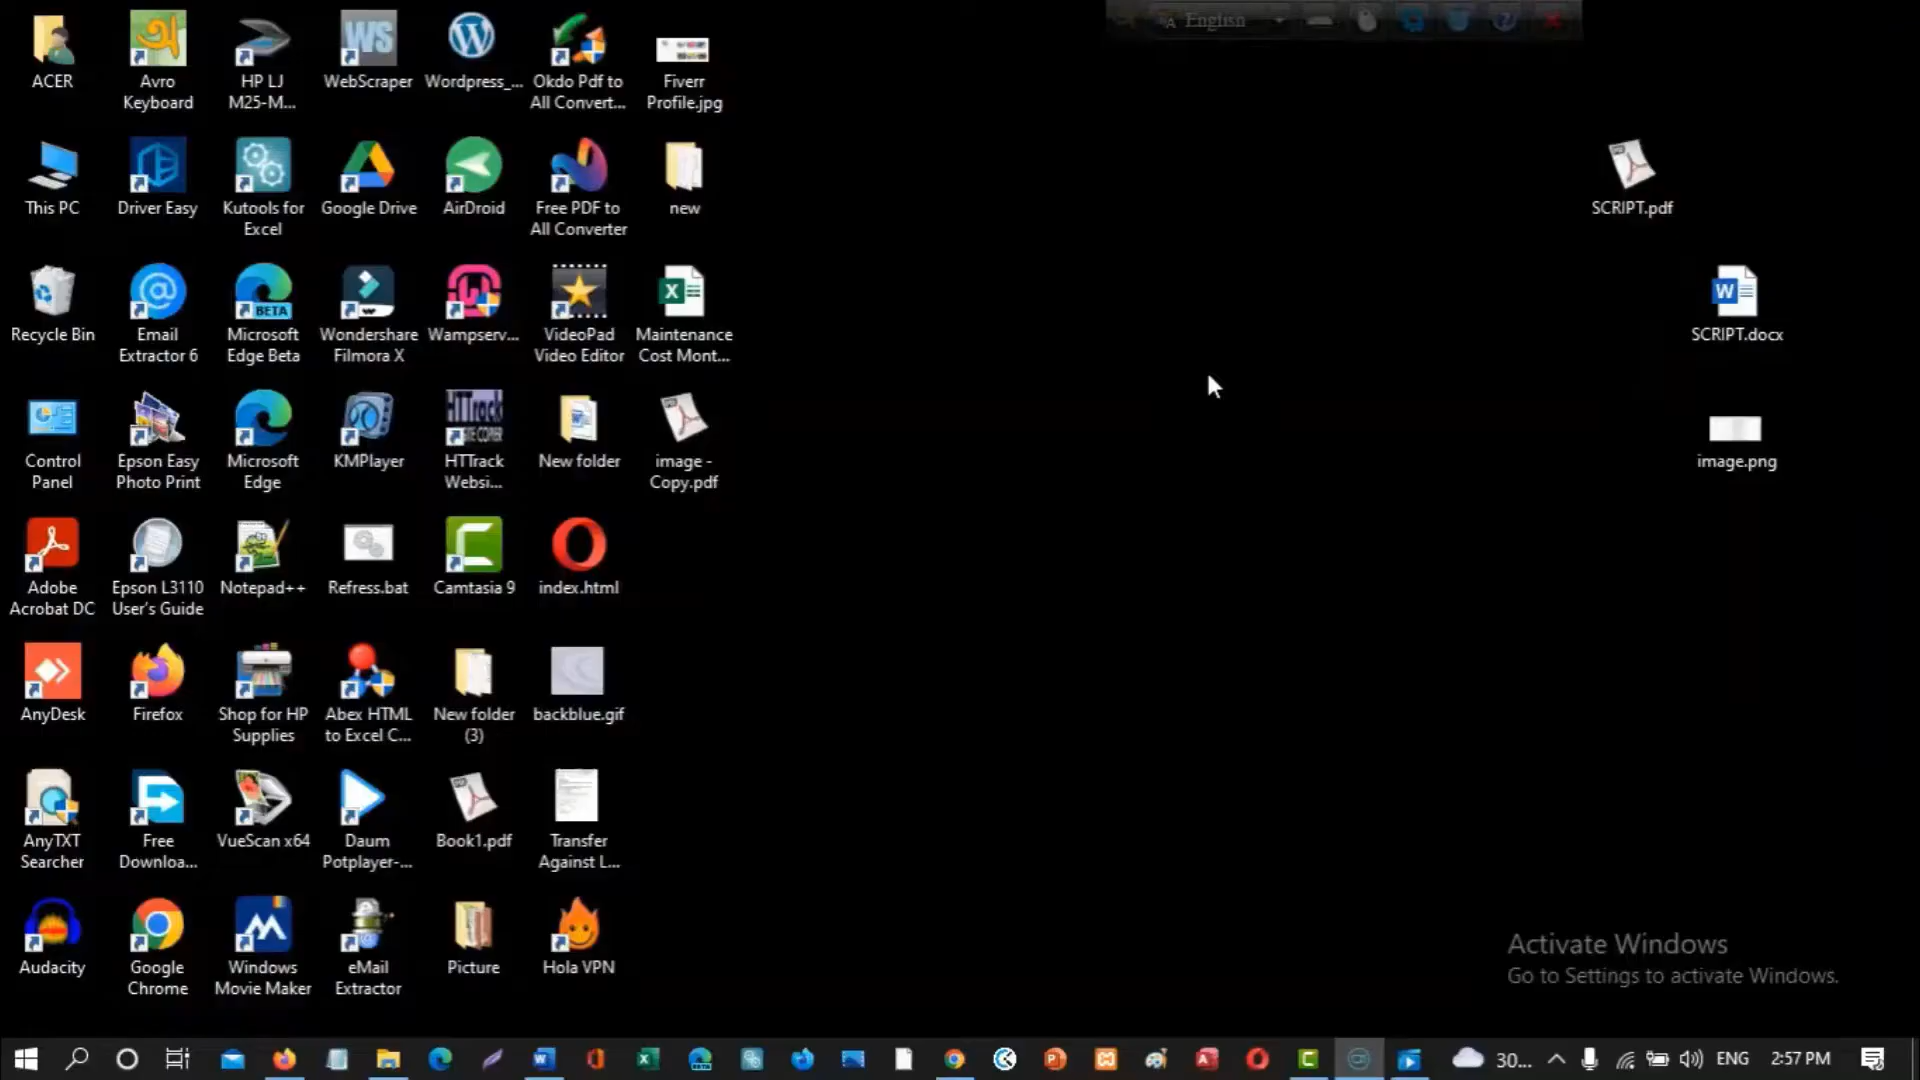 English
ACER
Avro
Keyboard
HP LJ
M25-M...
WS
WebScraper
Wordpress_...
Okdo Pdf to
All Convert...
Fiverr
Profile.jpg
This PC
Driver Easy
Kutools for
Excel
Google Drive
AirDroid
Free PDF to
All Converter
new
SCRIPT.pdf
Recycle Bin
Email
Extractor 6
BETA
Microsoft
Edge Beta
Wondershare
Filmora X
Wampserv...
VideoPad
Video Editor
Maintenance
Cost Mont...
SCRIPT.docx
Control
Panel
Epson Easy
Photo Print
Microsoft
Edge
KMPlayer
HTTrack
HTTrack
Websi...
New folder
image -
Copy.pdf
image.png
Adobe
Acrobat DC
Epson L3110
User's Guide
Notepad++
Refress.bat
Camtasia 9
index.html
AnyDesk
Firefox
Shop for HP
Supplies
Abex HTML
to Excel C...
New folder
(3)
backblue.gif
AnyTXT
Searcher
Free
Downloa...
VueScan x64
Daum
Potplayer-...
Book1.pdf
Transfer
Against L...
Audacity
Google
Chrome
Windows
Movie Maker
eMail
Extractor
Picture
Hola VPN
Activate Windows
Go to Settings to activate Windows.
30...
ENG
2:57 PM